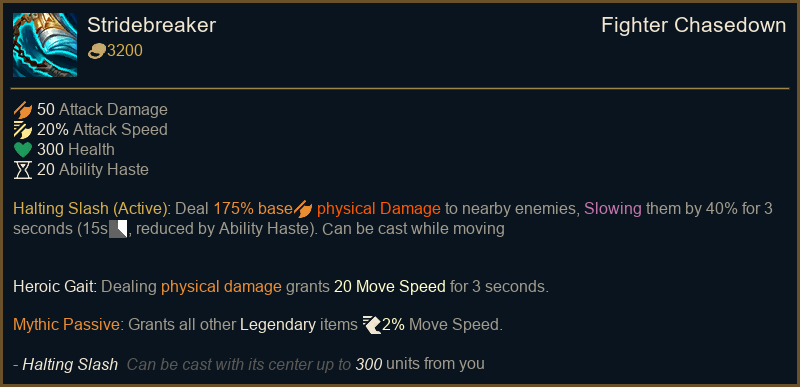 Stridebreaker
Fighter Chasedown
3200
50 Attack Damage
20% Attack Speed
300 Health
20 Ability Haste
Halting Slash (Active): Deal 175% base physical Damage to nearby enemies, Slowing them by 40% for 3
seconds (15s, reduced by Ability Haste). Can be cast while moving
Heroic Gait: Dealing physical damage grants 20 Move Speed for 3 seconds.
Mythic Passive: Grants all other Legendary items 2% Move Speed.
- Halting Slash Can be cast with its center up to 300 units from you